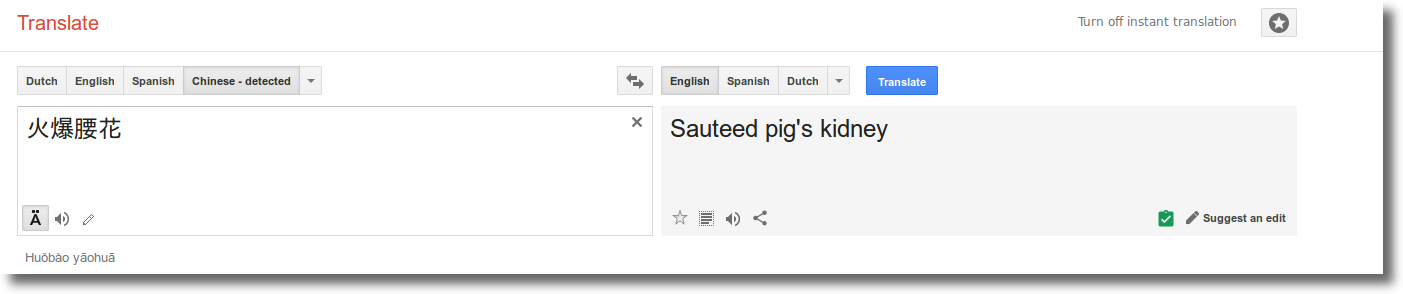 Translate
Turn off instant translation
Dutch English Spanish Chinese - detected
English Spanish Dutch Translate
火爆腰花
Sauteed pig's kidney
Ä
Suggest an edit
Huǒbào yāohuā